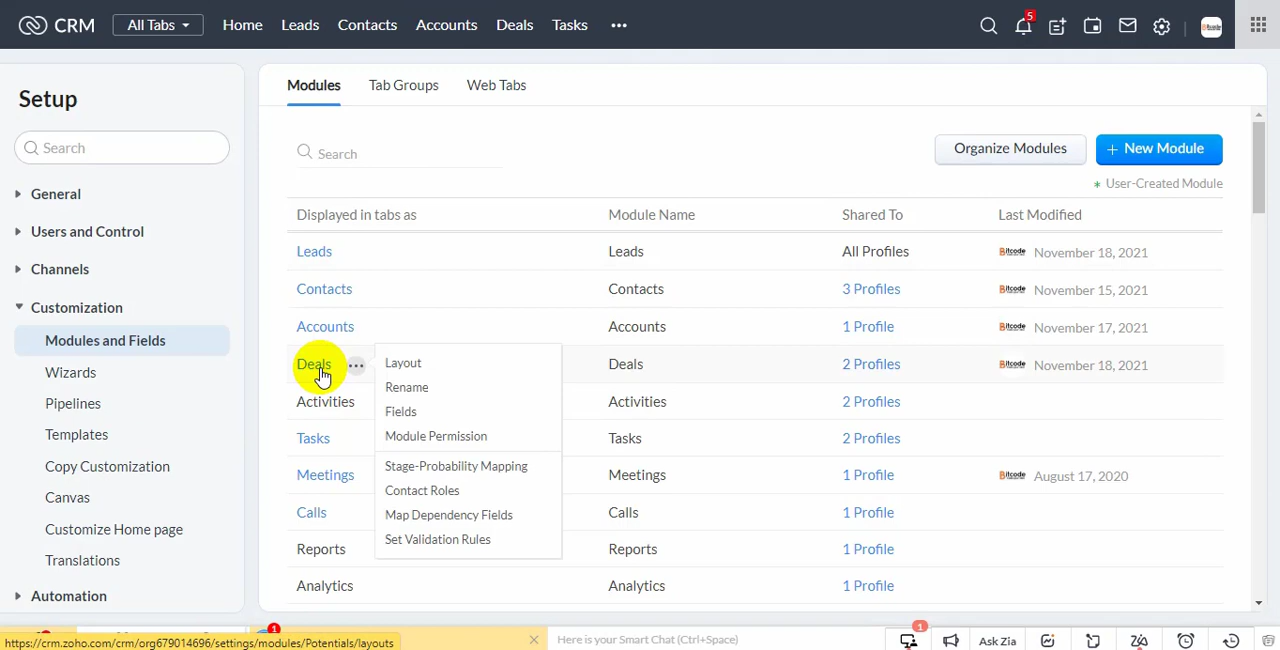 CRM All Tabs Home Leads Contacts Accounts Deals Tasks ••• 5
Setup
Search
General
Users and Control
Channels
Customization
Modules and Fields
Wizards
Pipelines
Templates
Copy Customization
Canvas
Customize Home page
Translations
Automation
Modules Tab Groups Web Tabs
Search
Organize Modules + New Module
* User-Created Module
Displayed in tabs as Module Name Shared To Last Modified
Leads Leads All Profiles Bitcode November 18, 2021
Contacts Contacts 3 Profiles Bitcode November 15, 2021
Accounts Accounts 1 Profile Bitcode November 17, 2021
Deals ••• Deals 2 Profiles Bitcode November 18, 2021
Activities Activities 2 Profiles
Tasks Tasks 2 Profiles
Meetings Meetings 1 Profile Bitcode August 17, 2020
Calls Calls 1 Profile
Reports Reports 1 Profile
Analytics Analytics 1 Profile
Layout
Rename
Fields
Module Permission
Stage-Probability Mapping
Contact Roles
Map Dependency Fields
Set Validation Rules
https://crm.zoho.com/crm/org679014696/settings/modules/Potentials/layouts
1
Here is your Smart Chat (Ctrl+Space)
1
Ask Zia